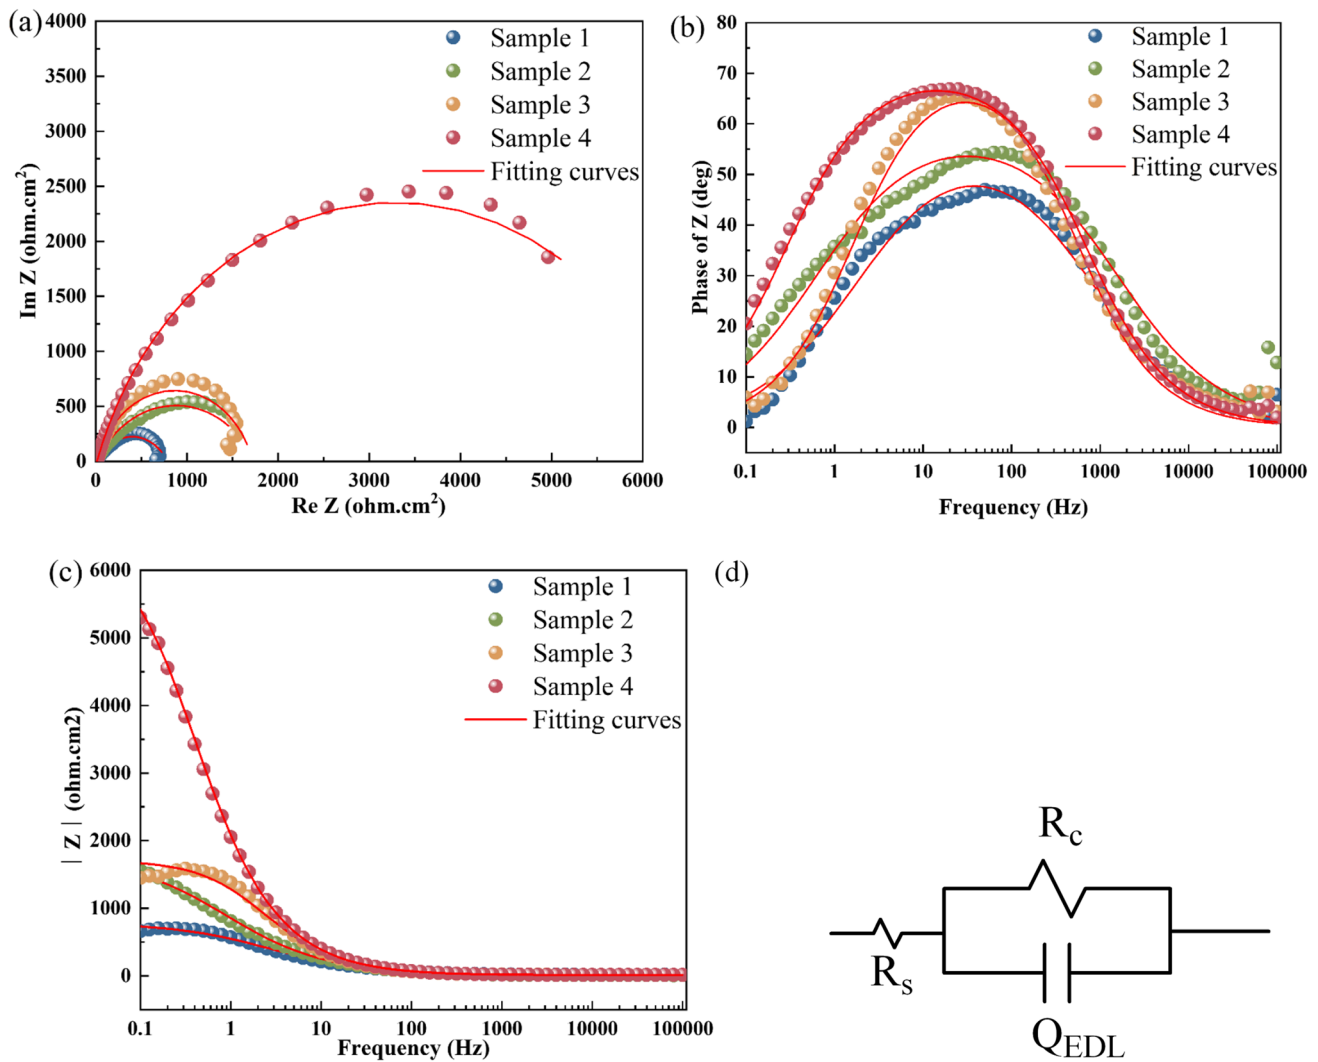 (a)
4000
3500
3000
2500
2000
1500
1000
500
0
Im Z (ohm.cm²)
Sample 1
Sample 2
Sample 3
Sample 4
Fitting curves
0 1000 2000 3000 4000 5000 6000
Re Z (ohm.cm²)
(b)
80
70
60
50
40
30
20
10
0
Phase of Z (deg)
Sample 1
Sample 2
Sample 3
Sample 4
Fitting curves
0.1 1 10 100 1000 10000 100000
Frequency (Hz)
(c)
6000
5000
4000
3000
2000
1000
0
| Z | (ohm.cm2)
Sample 1
Sample 2
Sample 3
Sample 4
Fitting curves
0.1 1 10 100 1000 10000 100000
Frequency (Hz)
(d)
Rc
Rs
QEDL